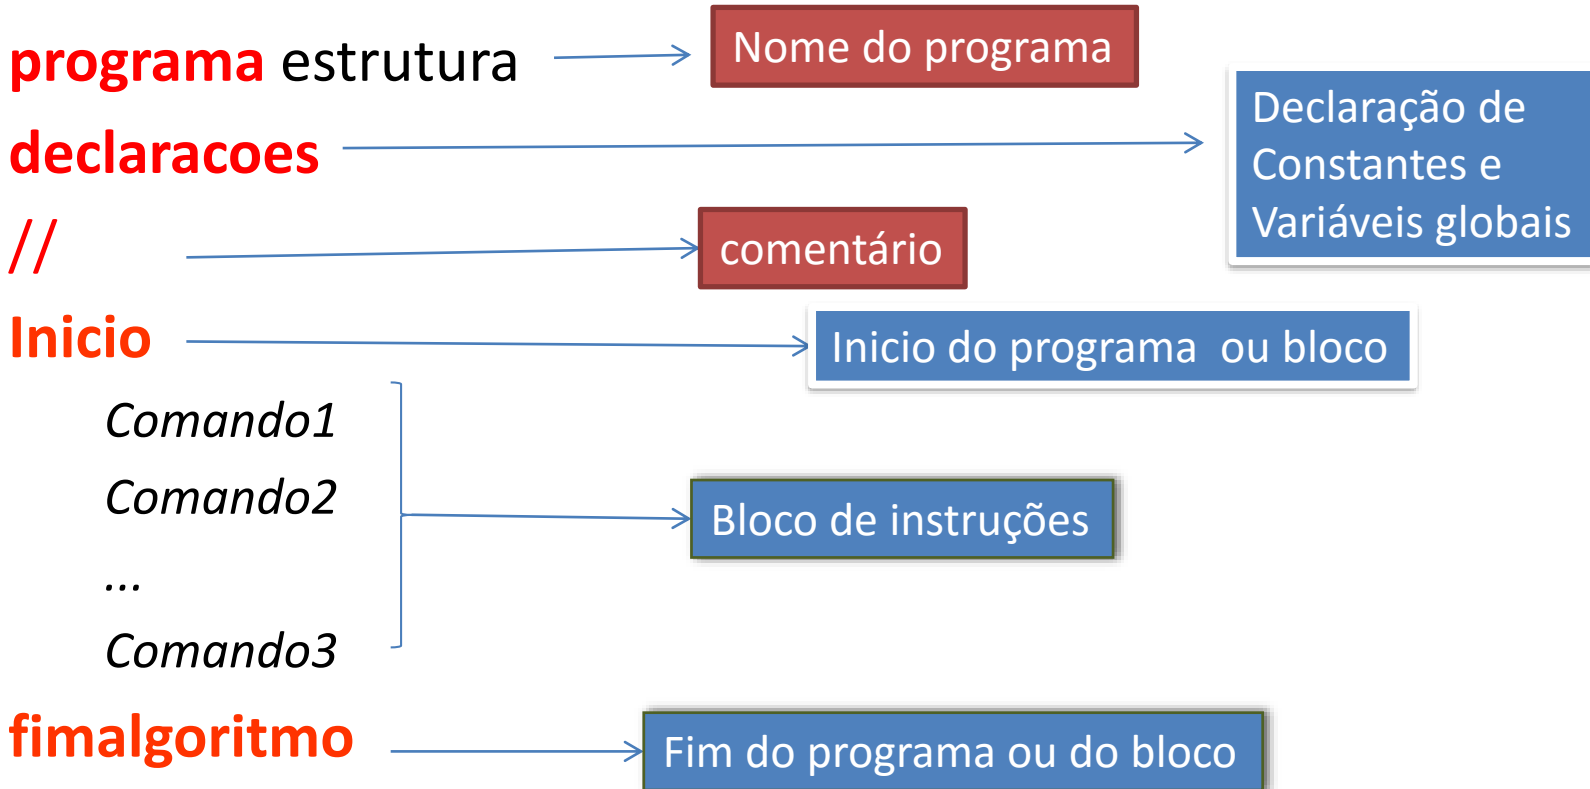 programa estrutura
Nome do programa
declaracoes
Declaração de
Constantes e
Variáveis globais
//
comentário
Inicio
Inicio do programa ou bloco
Comando1
Comando2
...
Comando3
Bloco de instruções
fimalgoritmo
Fim do programa ou do bloco